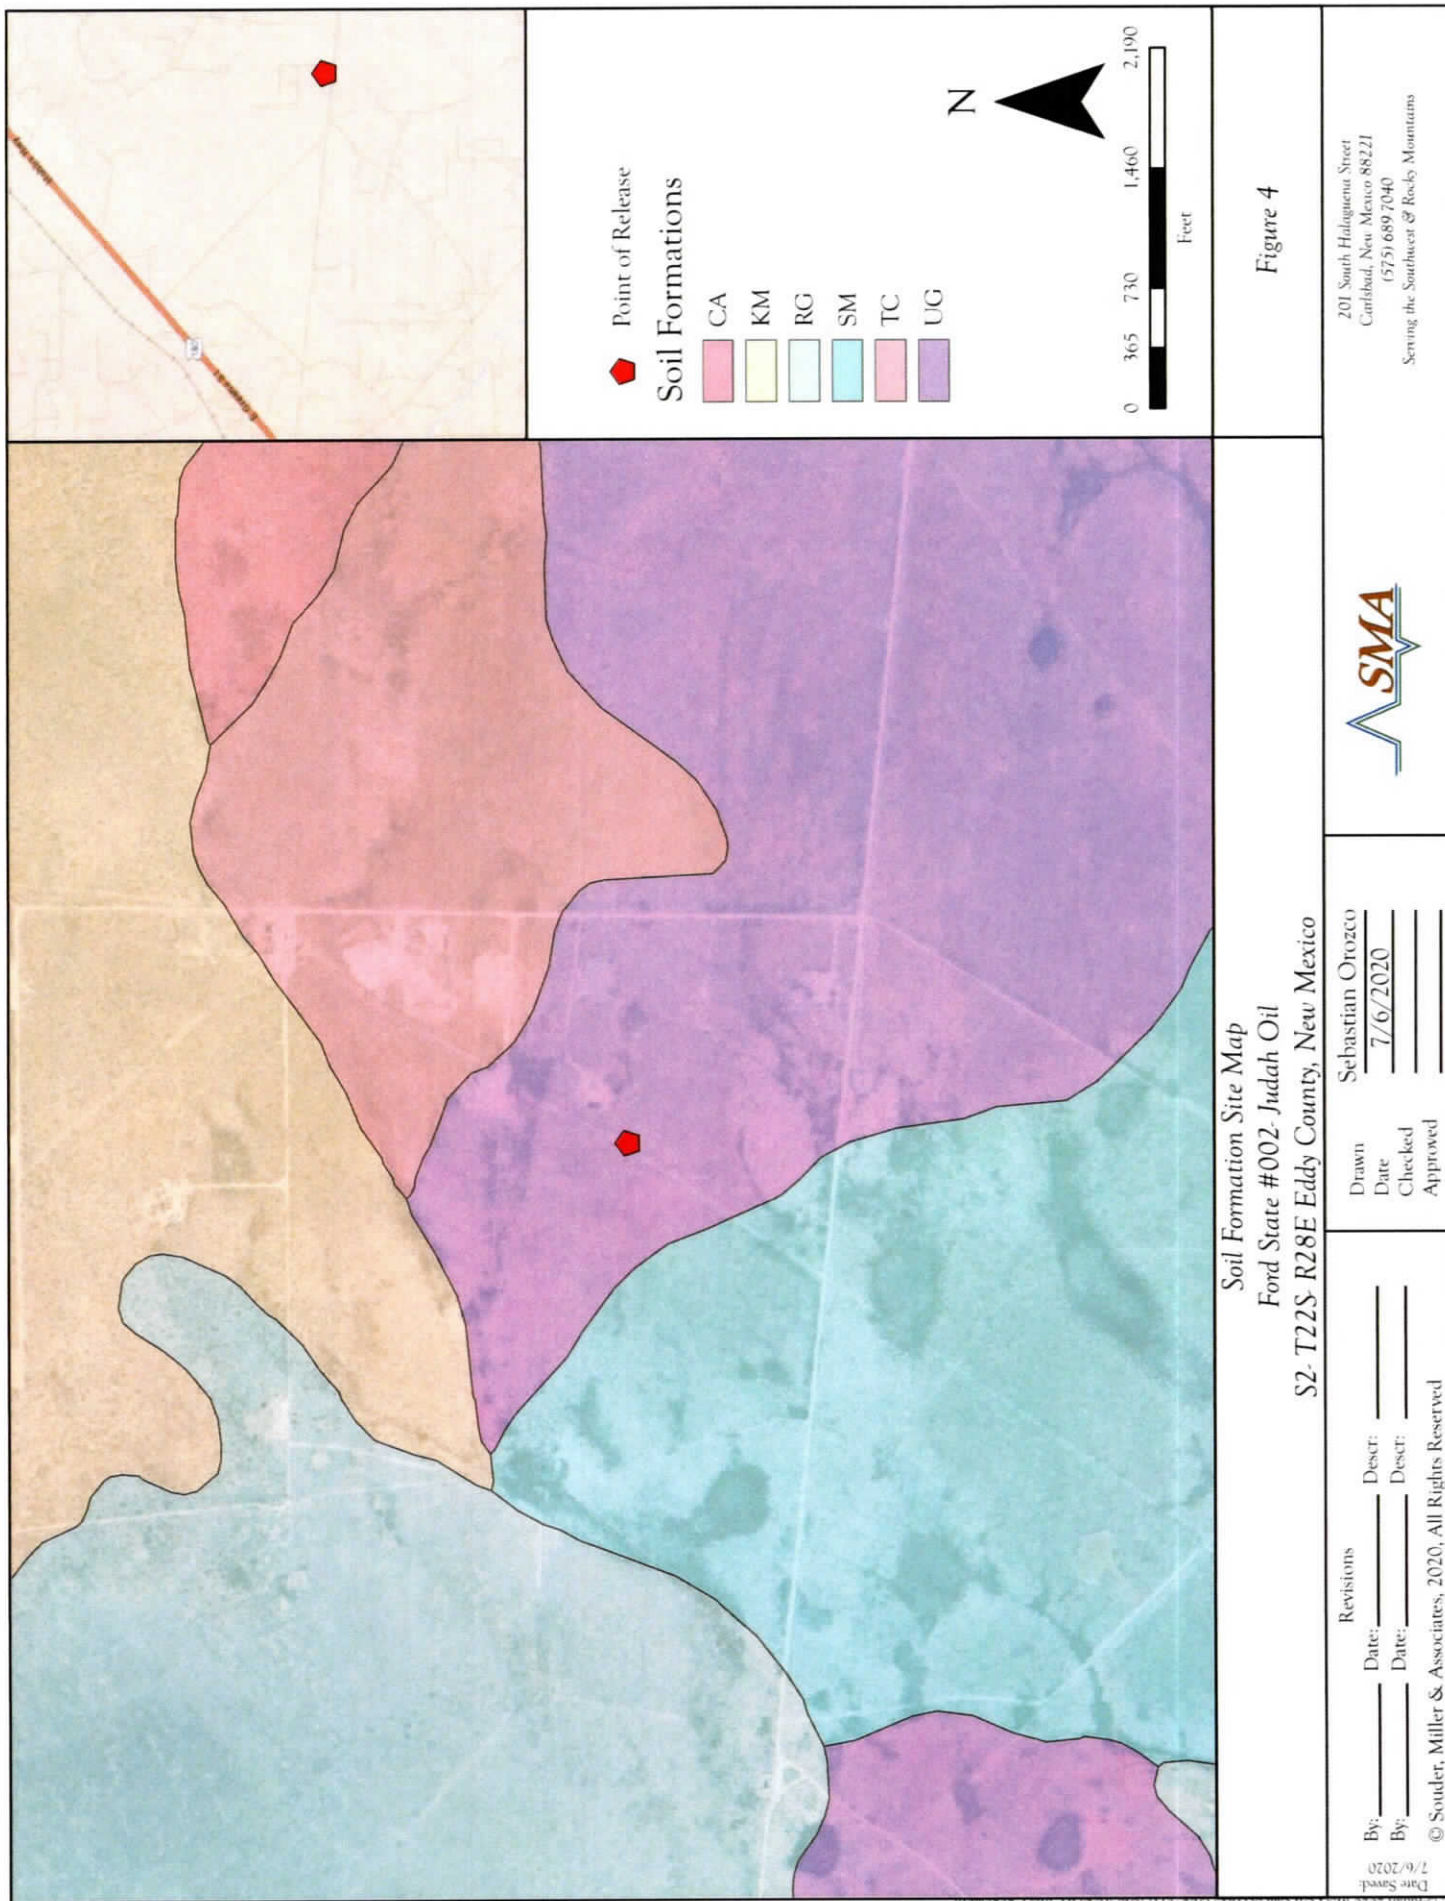 Point of Release
Soil Formations
CA
KM
RG
SM
TC
UG
N
0 365 730 1,460 2,190
Feet
Soil Formation Site Map
Ford State #002- Judah Oil
S2- T22S- R28E Eddy County, New Mexico
Figure 4
Date Saved:
7/6/2020
Revisions
By: Date: Descr:
By: Date: Descr:
© Souder, Miller & Associates, 2020, All Rights Reserved
Drawn Sebastian Orozco
Date 7/6/2020
Checked
Approved
SMA
201 South Halaguena Street
Carlsbad, New Mexico 88221
(575) 689-7040
Serving the Southwest & Rocky Mountains